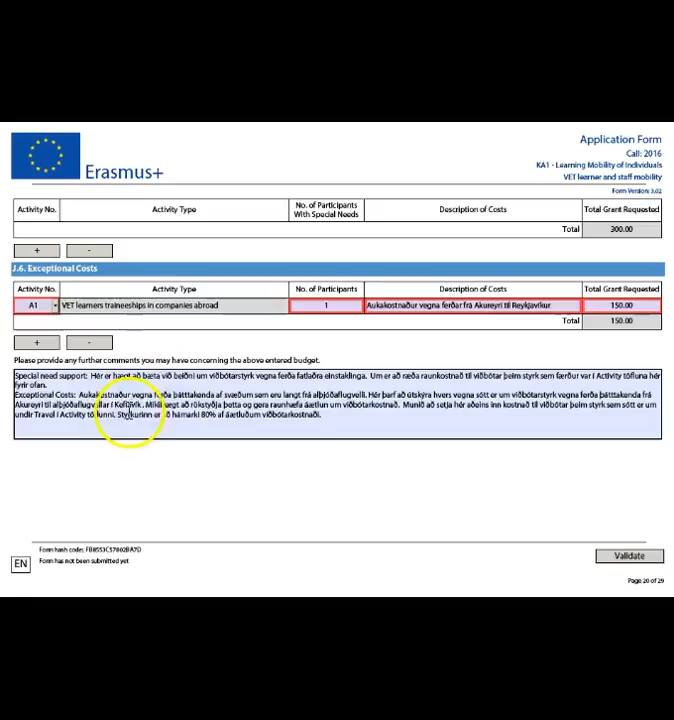 Erasmus+
Application Form
Call: 2016
KA1 - Learning Mobility of Individuals
VET learner and staff mobility
Form Version: 3.02
Activity No. Activity Type No. of Participants With Special Needs Description of Costs Total Grant Requested
Total 300.00
+ -
J.6. Exceptional Costs
Activity No. Activity Type No. of Participants Description of Costs Total Grant Requested
A1 VET learners traineeships in companies abroad 1 Aukakostnaður vegna ferðar frá Akureyri til Reykjavíkur 150.00
Total 150.00
+ -
Please provide any further comments you may have concerning the above entered budget.
Special need support: Hér er hægt að bæta við beiðni um viðbótarstyrk vegna ferða fatlaðra einstaklinga. Um er að ræða raunkostnað til viðbótar þeim styrk sem færður var í Activity töfluna hér
fyrir ofan.
Exceptional Costs: Aukakostnaður vegna ferða þátttakenda af svæðum sem eru langt frá alþjóðaflugvelli. Hér þarf að útskýra hvers vegna sótt er um viðbótarstyrk vegna ferða þátttakenda frá
Akureyri til alþjóðaflugvallar í Keflavík. Mikilvægt að rökstyðja þetta og gera raunhæfa áætlun um viðbótarkostnað. Munið að setja hér aðeins inn kostnað til viðbótar þeim styrk sem sótt er um
undir Travel í Activity töflunni. Styrkurinn er að hámarki 80% af áætluðum viðbótarkostnaði.
Form hash code: FB8553C57802BA7D
EN Form has not been submitted yet
Validate
Page 20 of 29